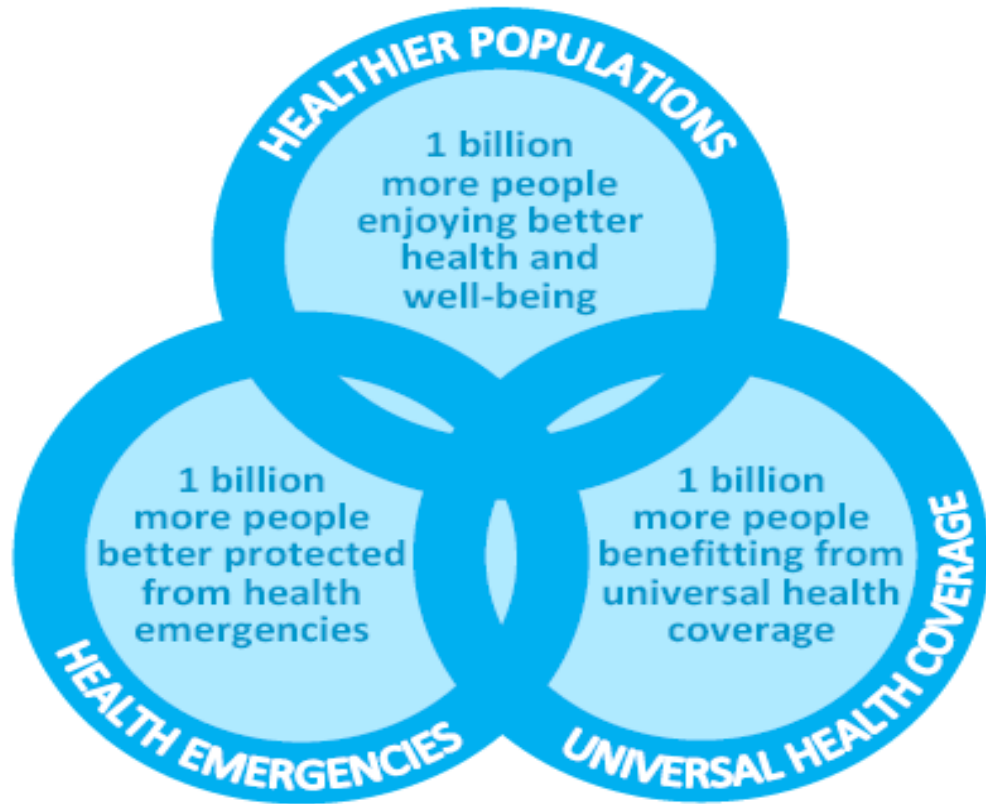 HEALTHIER POPULATIONS
1 billion
more people
enjoying better
health and
well-being
1 billion
more people
better protected
from health
emergencies
HEALTH EMERGENCIES
1 billion
more people
benefitting from
universal health
coverage
UNIVERSAL HEALTH COVERAGE